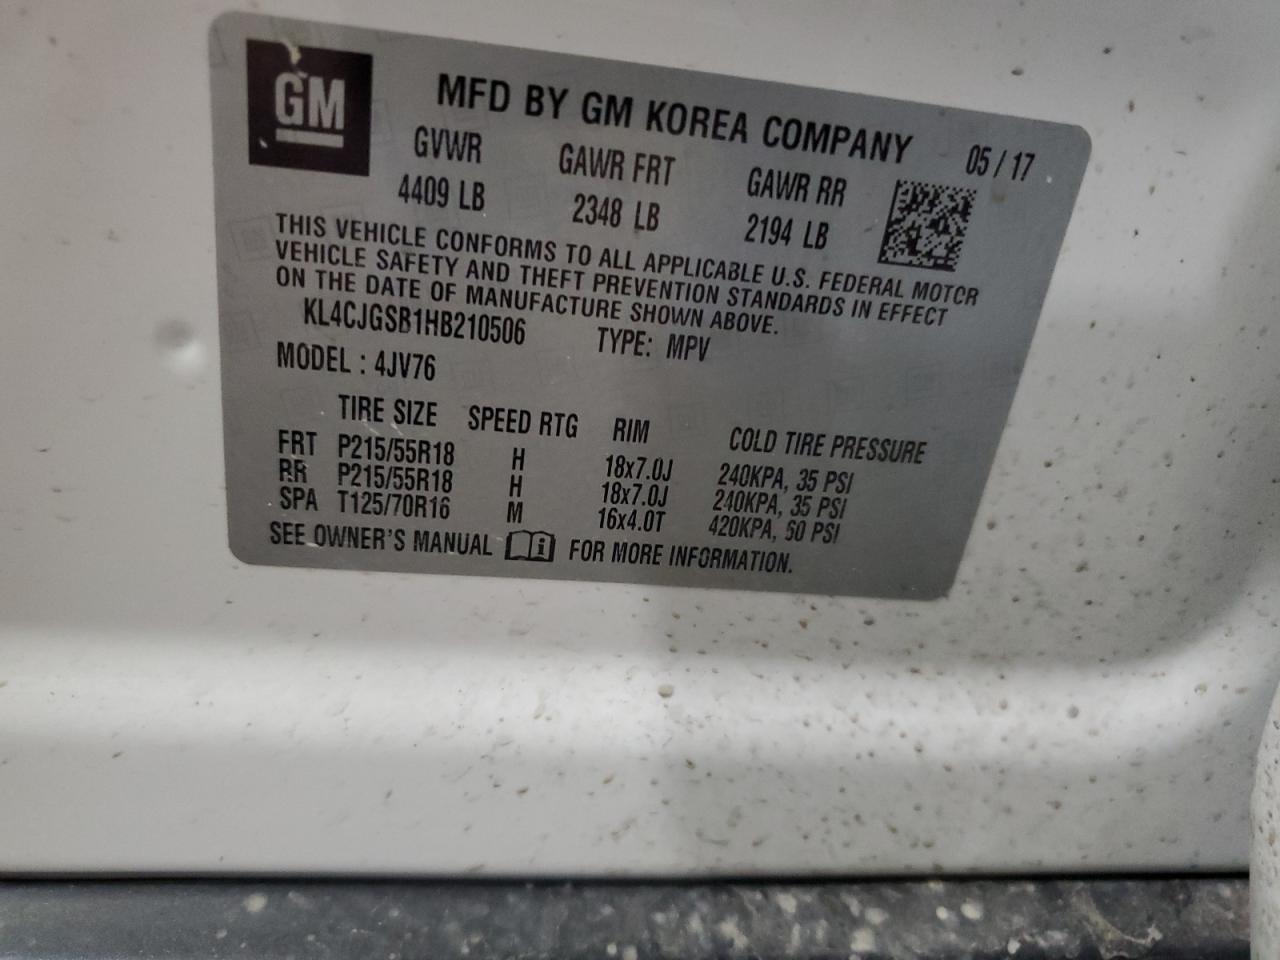 GM
MFD BY GM KOREA COMPANY 05 / 17
GVWR GAWR FRT GAWR RR
4409 LB 2348 LB 2194 LB
THIS VEHICLE CONFORMS TO ALL APPLICABLE U.S. FEDERAL MOTOR
VEHICLE SAFETY AND THEFT PREVENTION STANDARDS IN EFFECT
ON THE DATE OF MANUFACTURE SHOWN ABOVE.
KL4CJGSB1HB210506 TYPE: MPV
MODEL : 4JV76
TIRE SIZE SPEED RTG RIM COLD TIRE PRESSURE
FRT P215/55R18 H 18x7.0J 240KPA, 35 PSI
RR P215/55R18 H 18x7.0J 240KPA, 35 PSI
SPA T125/70R16 M 16x4.0T 420KPA, 60 PSI
SEE OWNER'S MANUAL i FOR MORE INFORMATION.